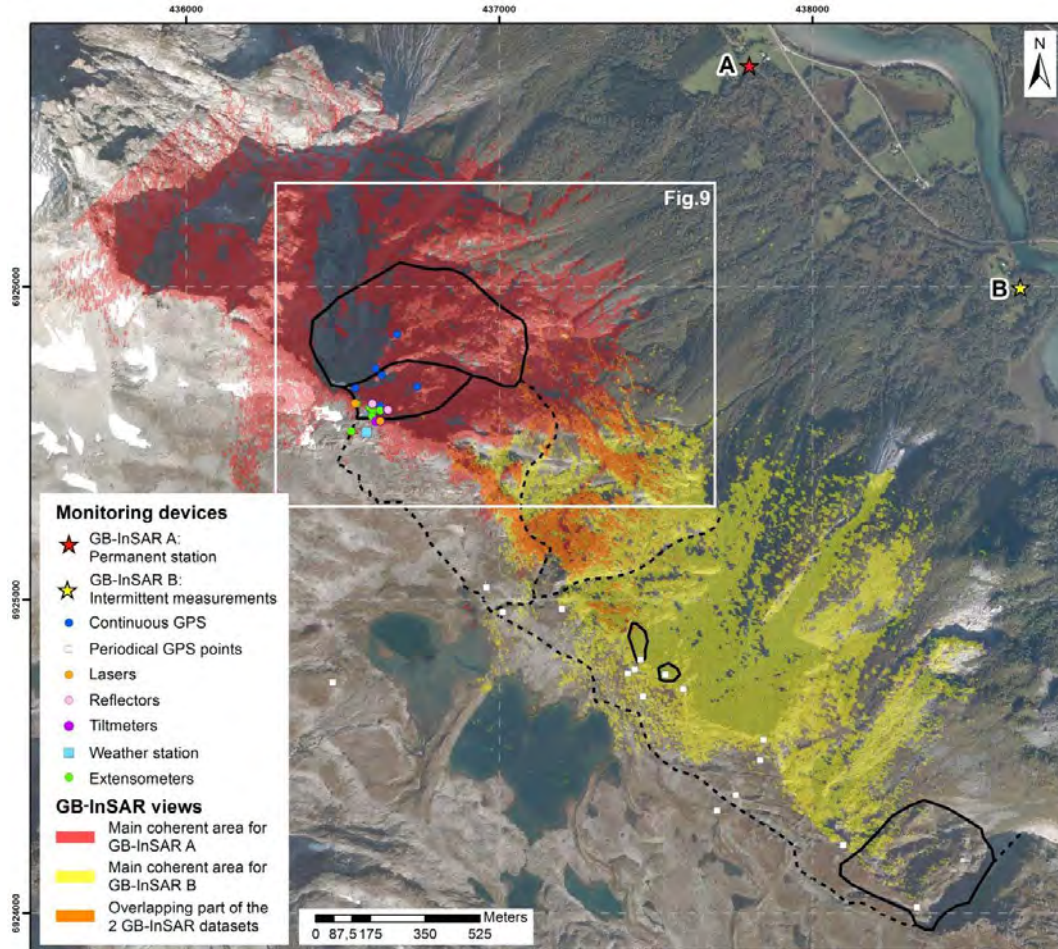 436000
437000
438000
A
N
Fig.9
B
6926000
6925000
6924000
Monitoring devices
GB-InSAR A:
Permanent station
GB-InSAR B:
Intermittent measurements
Continuous GPS
Periodical GPS points
Lasers
Reflectors
Tiltmeters
Weather station
Extensometers
GB-InSAR views
Main coherent area for
GB-InSAR A
Main coherent area for
GB-InSAR B
Overlapping part of the
2 GB-InSAR datasets
Meters
0 87,5 175 350 525